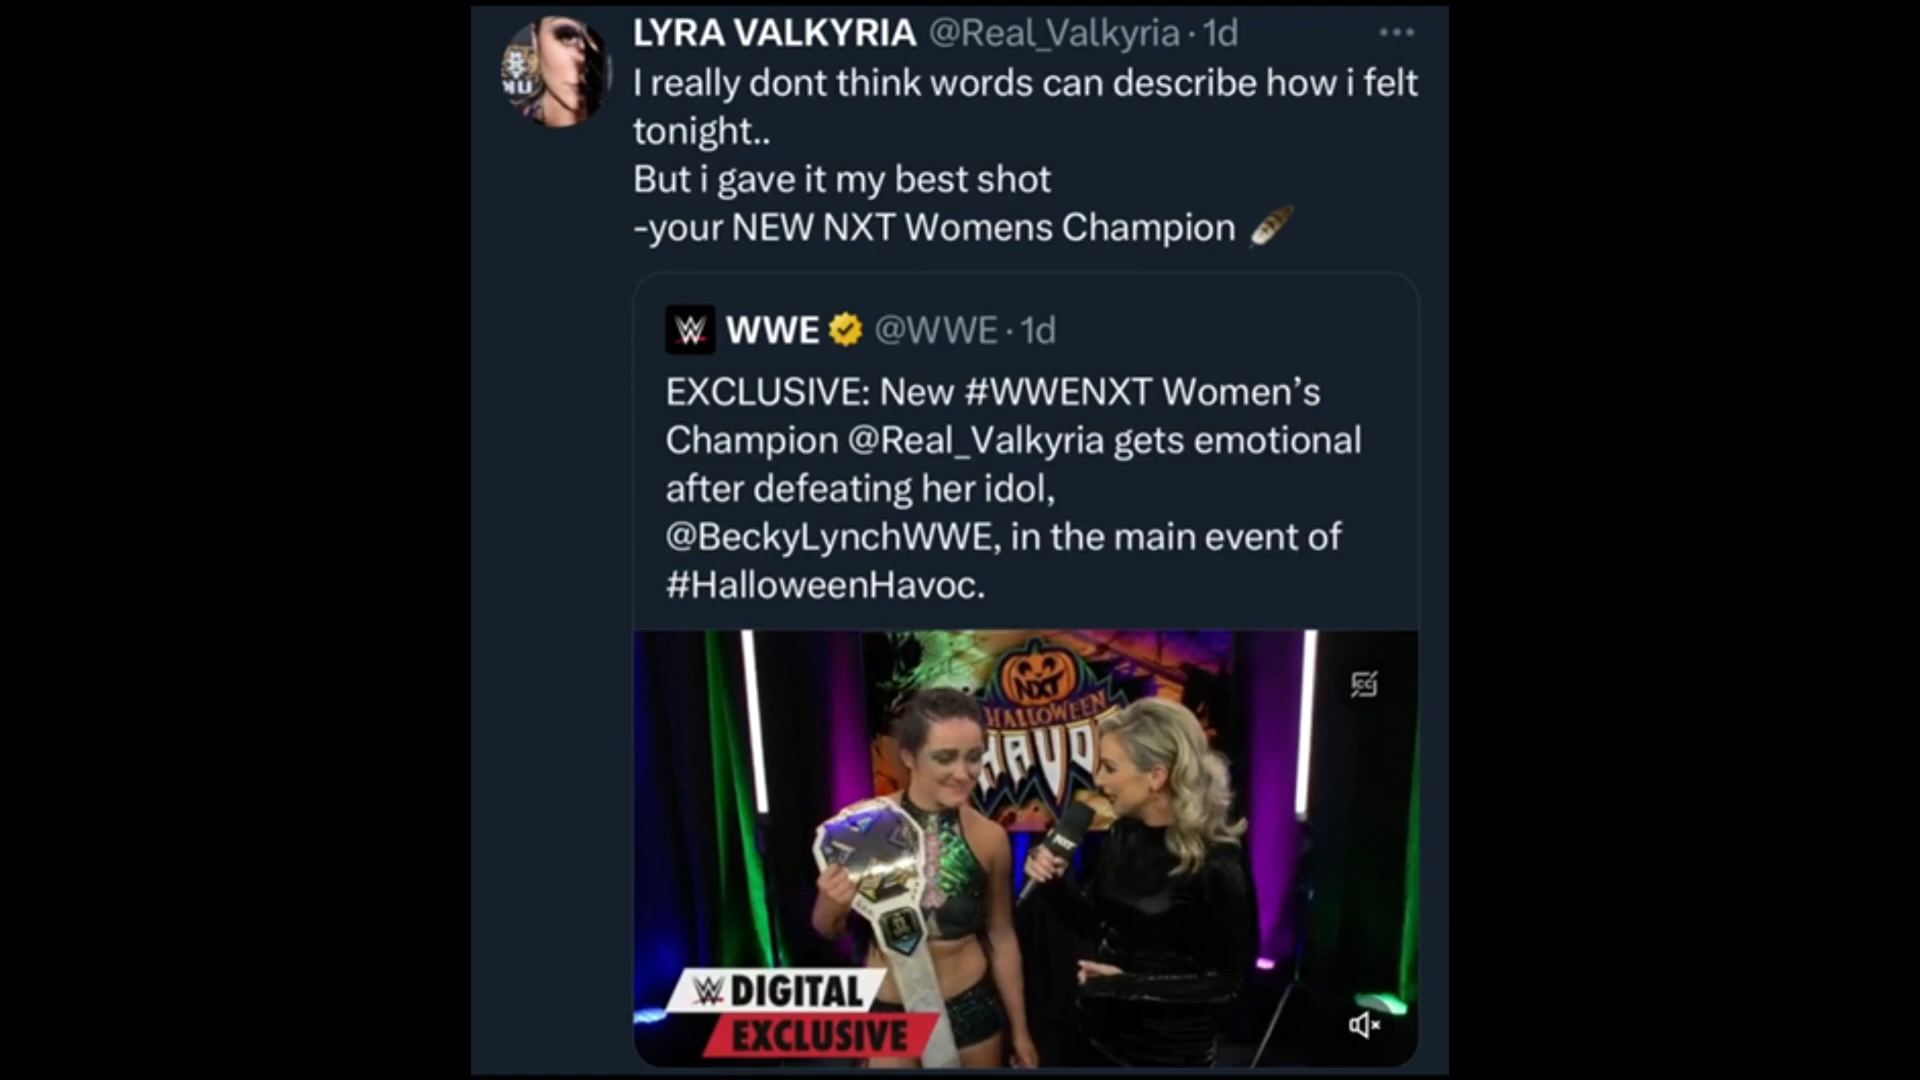 LYRA VALKYRIA @Real_Valkyria · 1d
I really dont think words can describe how i felt
tonight..
But i gave it my best shot
-your NEW NXT Womens Champion
WWE @WWE · 1d
EXCLUSIVE: New #WWENXT Women’s
Champion @Real_Valkyria gets emotional
after defeating her idol,
@BeckyLynchWWE, in the main event of
#HalloweenHavoc.
NXT
HALLOWEEN
HAVO
CC
W DIGITAL
EXCLUSIVE